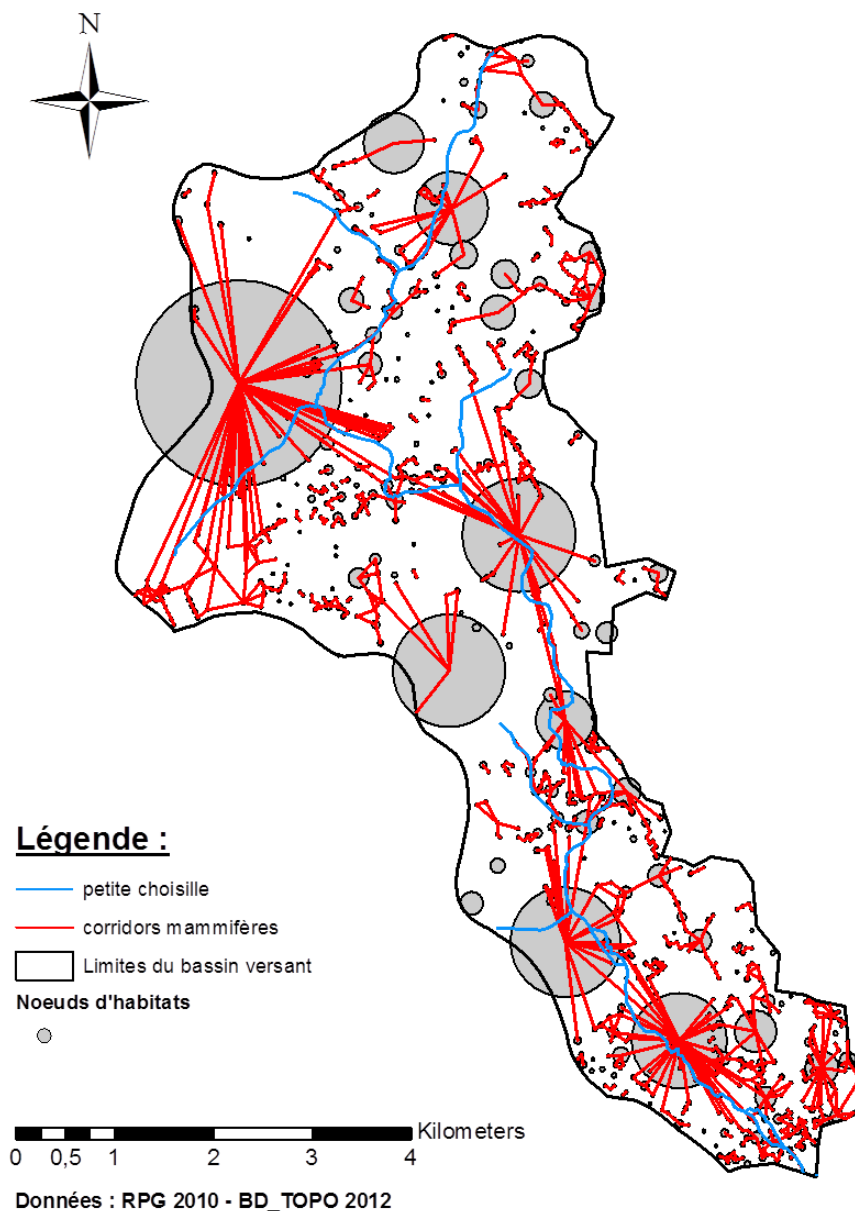 N
Légende :
petite choisille
corridors mammifères
Limites du bassin versant
Noeuds d'habitats
Kilometers
0 0,5 1 2 3 4
Données : RPG 2010 - BD_TOPO 2012